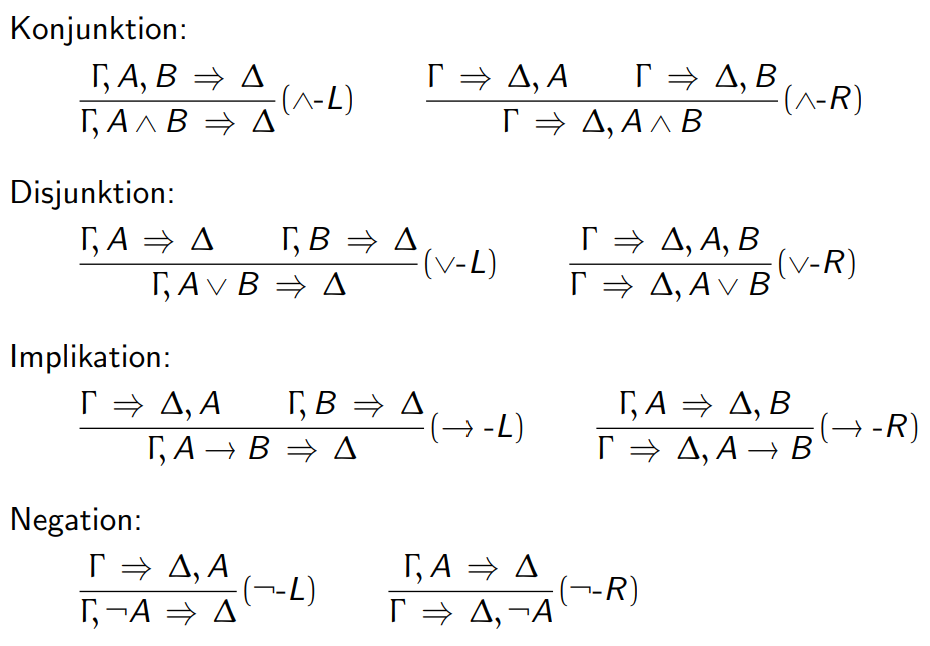 Konjunktion:
Γ, A, B ⇒ Δ
Γ, A ∧ B ⇒ Δ (∧-L)
Γ ⇒ Δ, A Γ ⇒ Δ, B
Γ ⇒ Δ, A ∧ B (∧-R)
Disjunktion:
Γ, A ⇒ Δ Γ, B ⇒ Δ
Γ, A ∨ B ⇒ Δ (∨-L)
Γ ⇒ Δ, A, B
Γ ⇒ Δ, A ∨ B (∨-R)
Implikation:
Γ ⇒ Δ, A Γ, B ⇒ Δ
Γ, A → B ⇒ Δ (→ -L)
Γ, A ⇒ Δ, B
Γ ⇒ Δ, A → B (→ -R)
Negation:
Γ ⇒ Δ, A
Γ, ¬A ⇒ Δ (¬-L)
Γ, A ⇒ Δ
Γ ⇒ Δ, ¬A (¬-R)